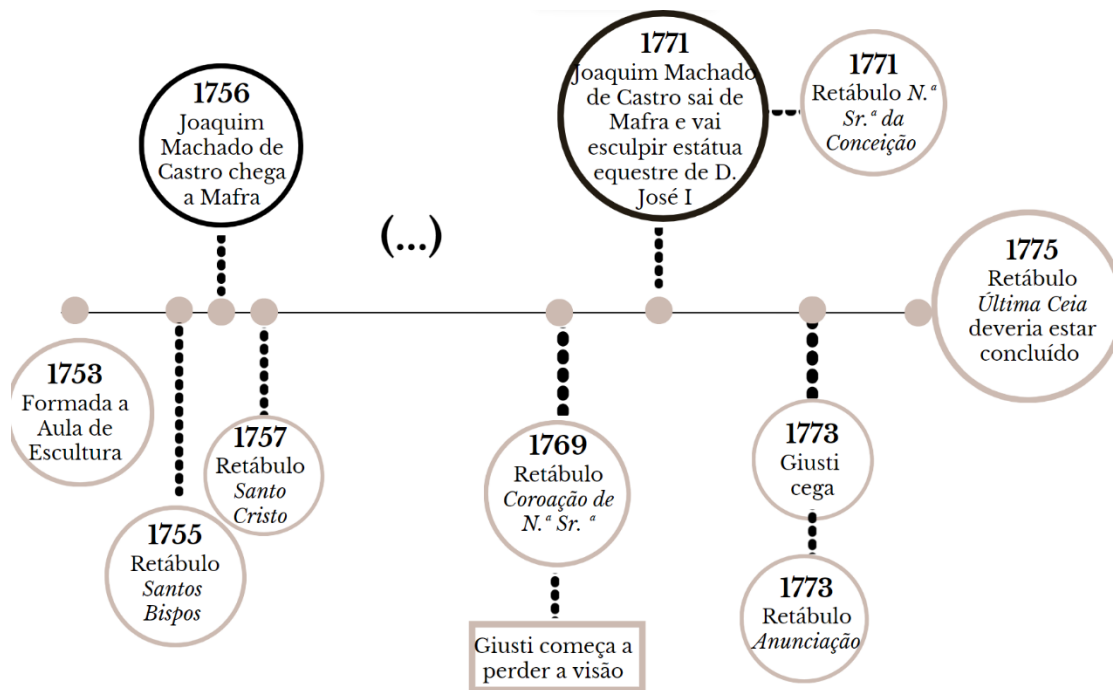 1756
Joaquim
Machado de
Castro chega
a Mafra
1771
Joaquim Machado
de Castro sai de
Mafra e vai
esculpir estátua
equestre de D.
José I
1771
Retábulo N.ª
Sr.ª da
Conceição
(...)
1775
Retábulo
Última Ceia
deveria estar
concluído
1753
Formada a
Aula de
Escultura
1755
Retábulo
Santos
Bispos
1757
Retábulo
Santo
Cristo
1769
Retábulo
Coroação de
N.ª Sr. ª
Giusti começa a
perder a visão
1773
Giusti
cega
1773
Retábulo
Anunciação